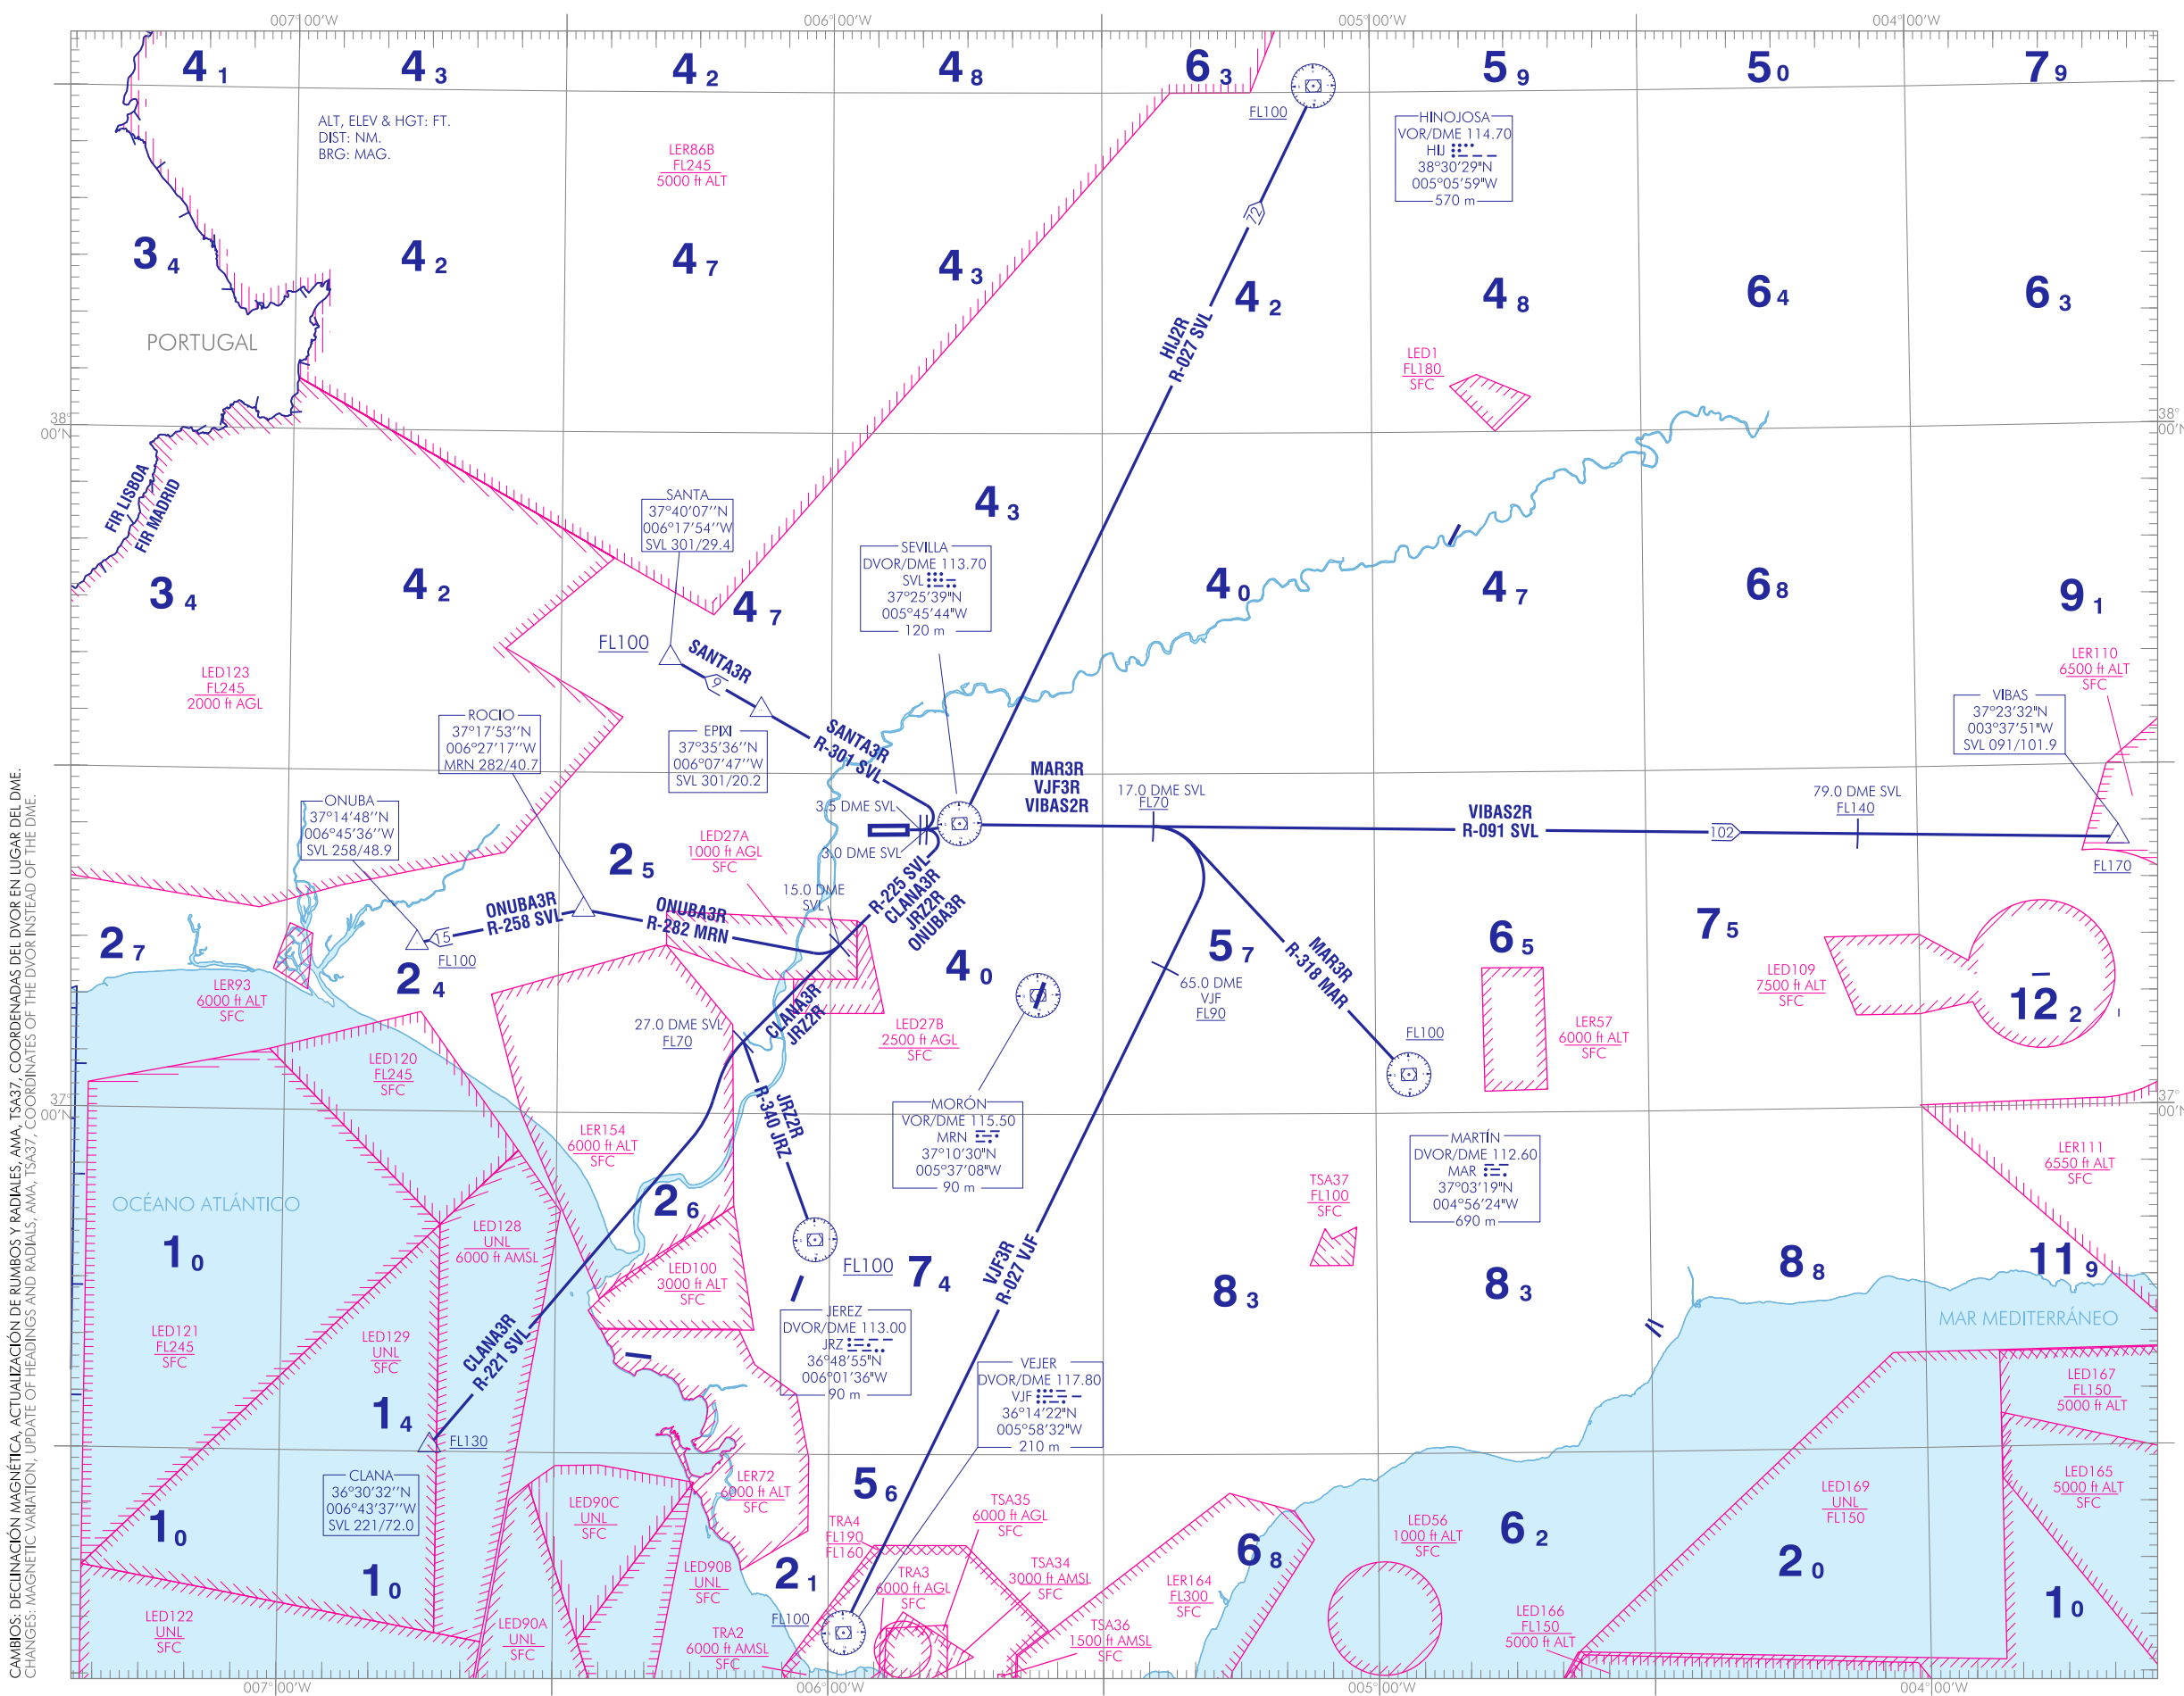 007°00'W
006°00'W
005°00'W
004°00'W
4 1
4 3
4 2
4 8
6 3
5 9
5 0
7 9
ALT, ELEV & HGT: FT.
DIST: NM.
BRG: MAG.
LER86B
FL245
5000 ft ALT
FL100
HINOJOSA
VOR/DME 114.70
HIJ
38°30'29"N
005°05'59"W
570 m
72
3 4
4 2
4 7
4 3
4 2
4 8
6 4
6 3
PORTUGAL
HIJ2R
R-027 SVL
LED1
FL180
SFC
38°
00'N
38°
00'N
FIR LISBOA
FIR MADRID
SANTA
37°40'07''N
006°17'54''W
SVL 301/29.4
4 3
SEVILLA
DVOR/DME 113.70
SVL
37°25'39"N
005°45'44"W
120 m
3 4
4 2
4 7
4 0
4 7
6 8
9 1
FL100
SANTA3R
9
LED123
FL245
2000 ft AGL
LER110
6500 ft ALT
SFC
ROCIO
37°17'53''N
006°27'17''W
MRN 282/40.7
EPIXI
37°35'36''N
006°07'47''W
SVL 301/20.2
SANTA3R
R-301 SVL
VIBAS
37°23'32"N
003°37'51"W
SVL 091/101.9
MAR3R
VJF3R
VIBAS2R
17.0 DME SVL
FL70
VIBAS2R
R-091 SVL
79.0 DME SVL
FL140
102
FL170
ONUBA
37°14'48''N
006°45'36''W
SVL 258/48.9
3.5 DME SVL
3.0 DME SVL
2 5
LED27A
1000 ft AGL
SFC
15.0 DME
SVL
R-225 SVL
CLANA3R
JRZ2R
ONUBA3R
ONUBA3R
R-258 SVL
ONUBA3R
R-282 MRN
15
FL100
2 7
2 4
4 0
5 7
6 5
7 5
12 2
MAR3R
R-318 MAR
LER93
6000 ft ALT
SFC
LED109
7500 ft ALT
SFC
65.0 DME
VJF
FL90
27.0 DME SVL
FL70
CLANA3R
JRZ2R
LED27B
2500 ft AGL
SFC
FL100
LER57
6000 ft ALT
SFC
LED120
FL245
SFC
37°
00'N
37°
00'N
LER154
6000 ft ALT
SFC
JRZ2R
R-340 JRZ
MORÓN
VOR/DME 115.50
MRN
37°10'30"N
005°37'08"W
90 m
MARTÍN
DVOR/DME 112.60
MAR
37°03'19"N
004°56'24"W
690 m
LER111
6550 ft ALT
SFC
TSA37
FL100
SFC
OCÉANO ATLÁNTICO
2 6
LED128
UNL
6000 ft AMSL
1 0
LED100
3000 ft ALT
SFC
FL100
7 4
VJF3R
R-027 VJF
8 3
8 3
8 8
11 9
MAR MEDITERRÁNEO
LED121
FL245
SFC
LED129
UNL
SFC
CLANA3R
R-221 SVL
JEREZ
DVOR/DME 113.00
JRZ
36°48'55"N
006°01'36"W
90 m
VEJER
DVOR/DME 117.80
VJF
36°14'22"N
005°58'32"W
210 m
LED167
FL150
5000 ft ALT
1 4
FL130
CLANA
36°30'32''N
006°43'37''W
SVL 221/72.0
LER72
6000 ft ALT
SFC
5 6
LED165
5000 ft ALT
SFC
LED169
UNL
FL150
1 0
LED90C
UNL
SFC
TRA4
FL190
FL160
TSA35
6000 ft AGL
SFC
LED56
1000 ft ALT
SFC
6 2
6 8
2 0
1 0
LED90B
UNL
SFC
2 1
TRA3
6000 ft AGL
SFC
TSA34
3000 ft AMSL
SFC
LER164
FL300
SFC
1 0
LED122
UNL
SFC
LED90A
UNL
SFC
FL100
TRA2
6000 ft AMSL
SFC
TSA36
1500 ft AMSL
SFC
LED166
FL150
5000 ft ALT
007°00'W
006°00'W
005°00'W
004°00'W
CAMBIOS: DECLINACIÓN MAGNÉTICA, ACTUALIZACIÓN DE RUMBOS Y RADIALES, AMA, TSA37, COORDENADAS DEL DVOR EN LUGAR DEL DME.
CHANGES: MAGNETIC VARIATION, UPDATE OF HEADINGS AND RADIALS, AMA, TSA37, COORDINATES OF THE DVOR INSTEAD OF THE DME.